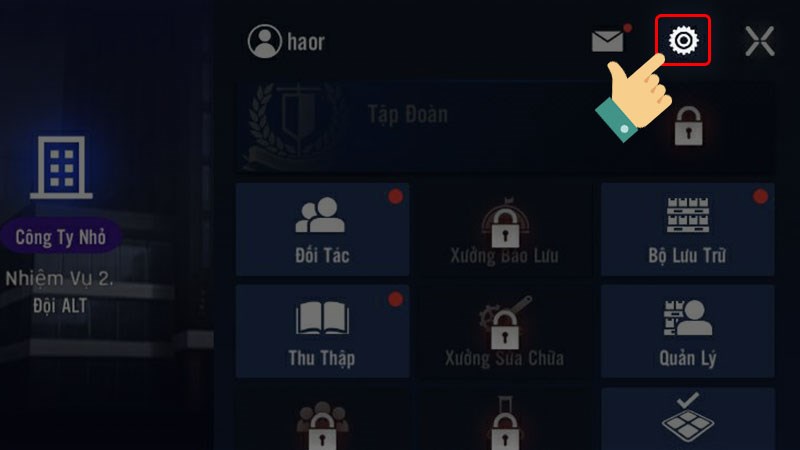 haor
Tập Đoàn
Công Ty Nhỏ
Nhiệm Vụ 2.
Đội ALT
Đối Tác
Xưởng Bảo Lưu
Bộ Lưu Trữ
Thu Thập
Xưởng Sửa Chữa
Quản Lý